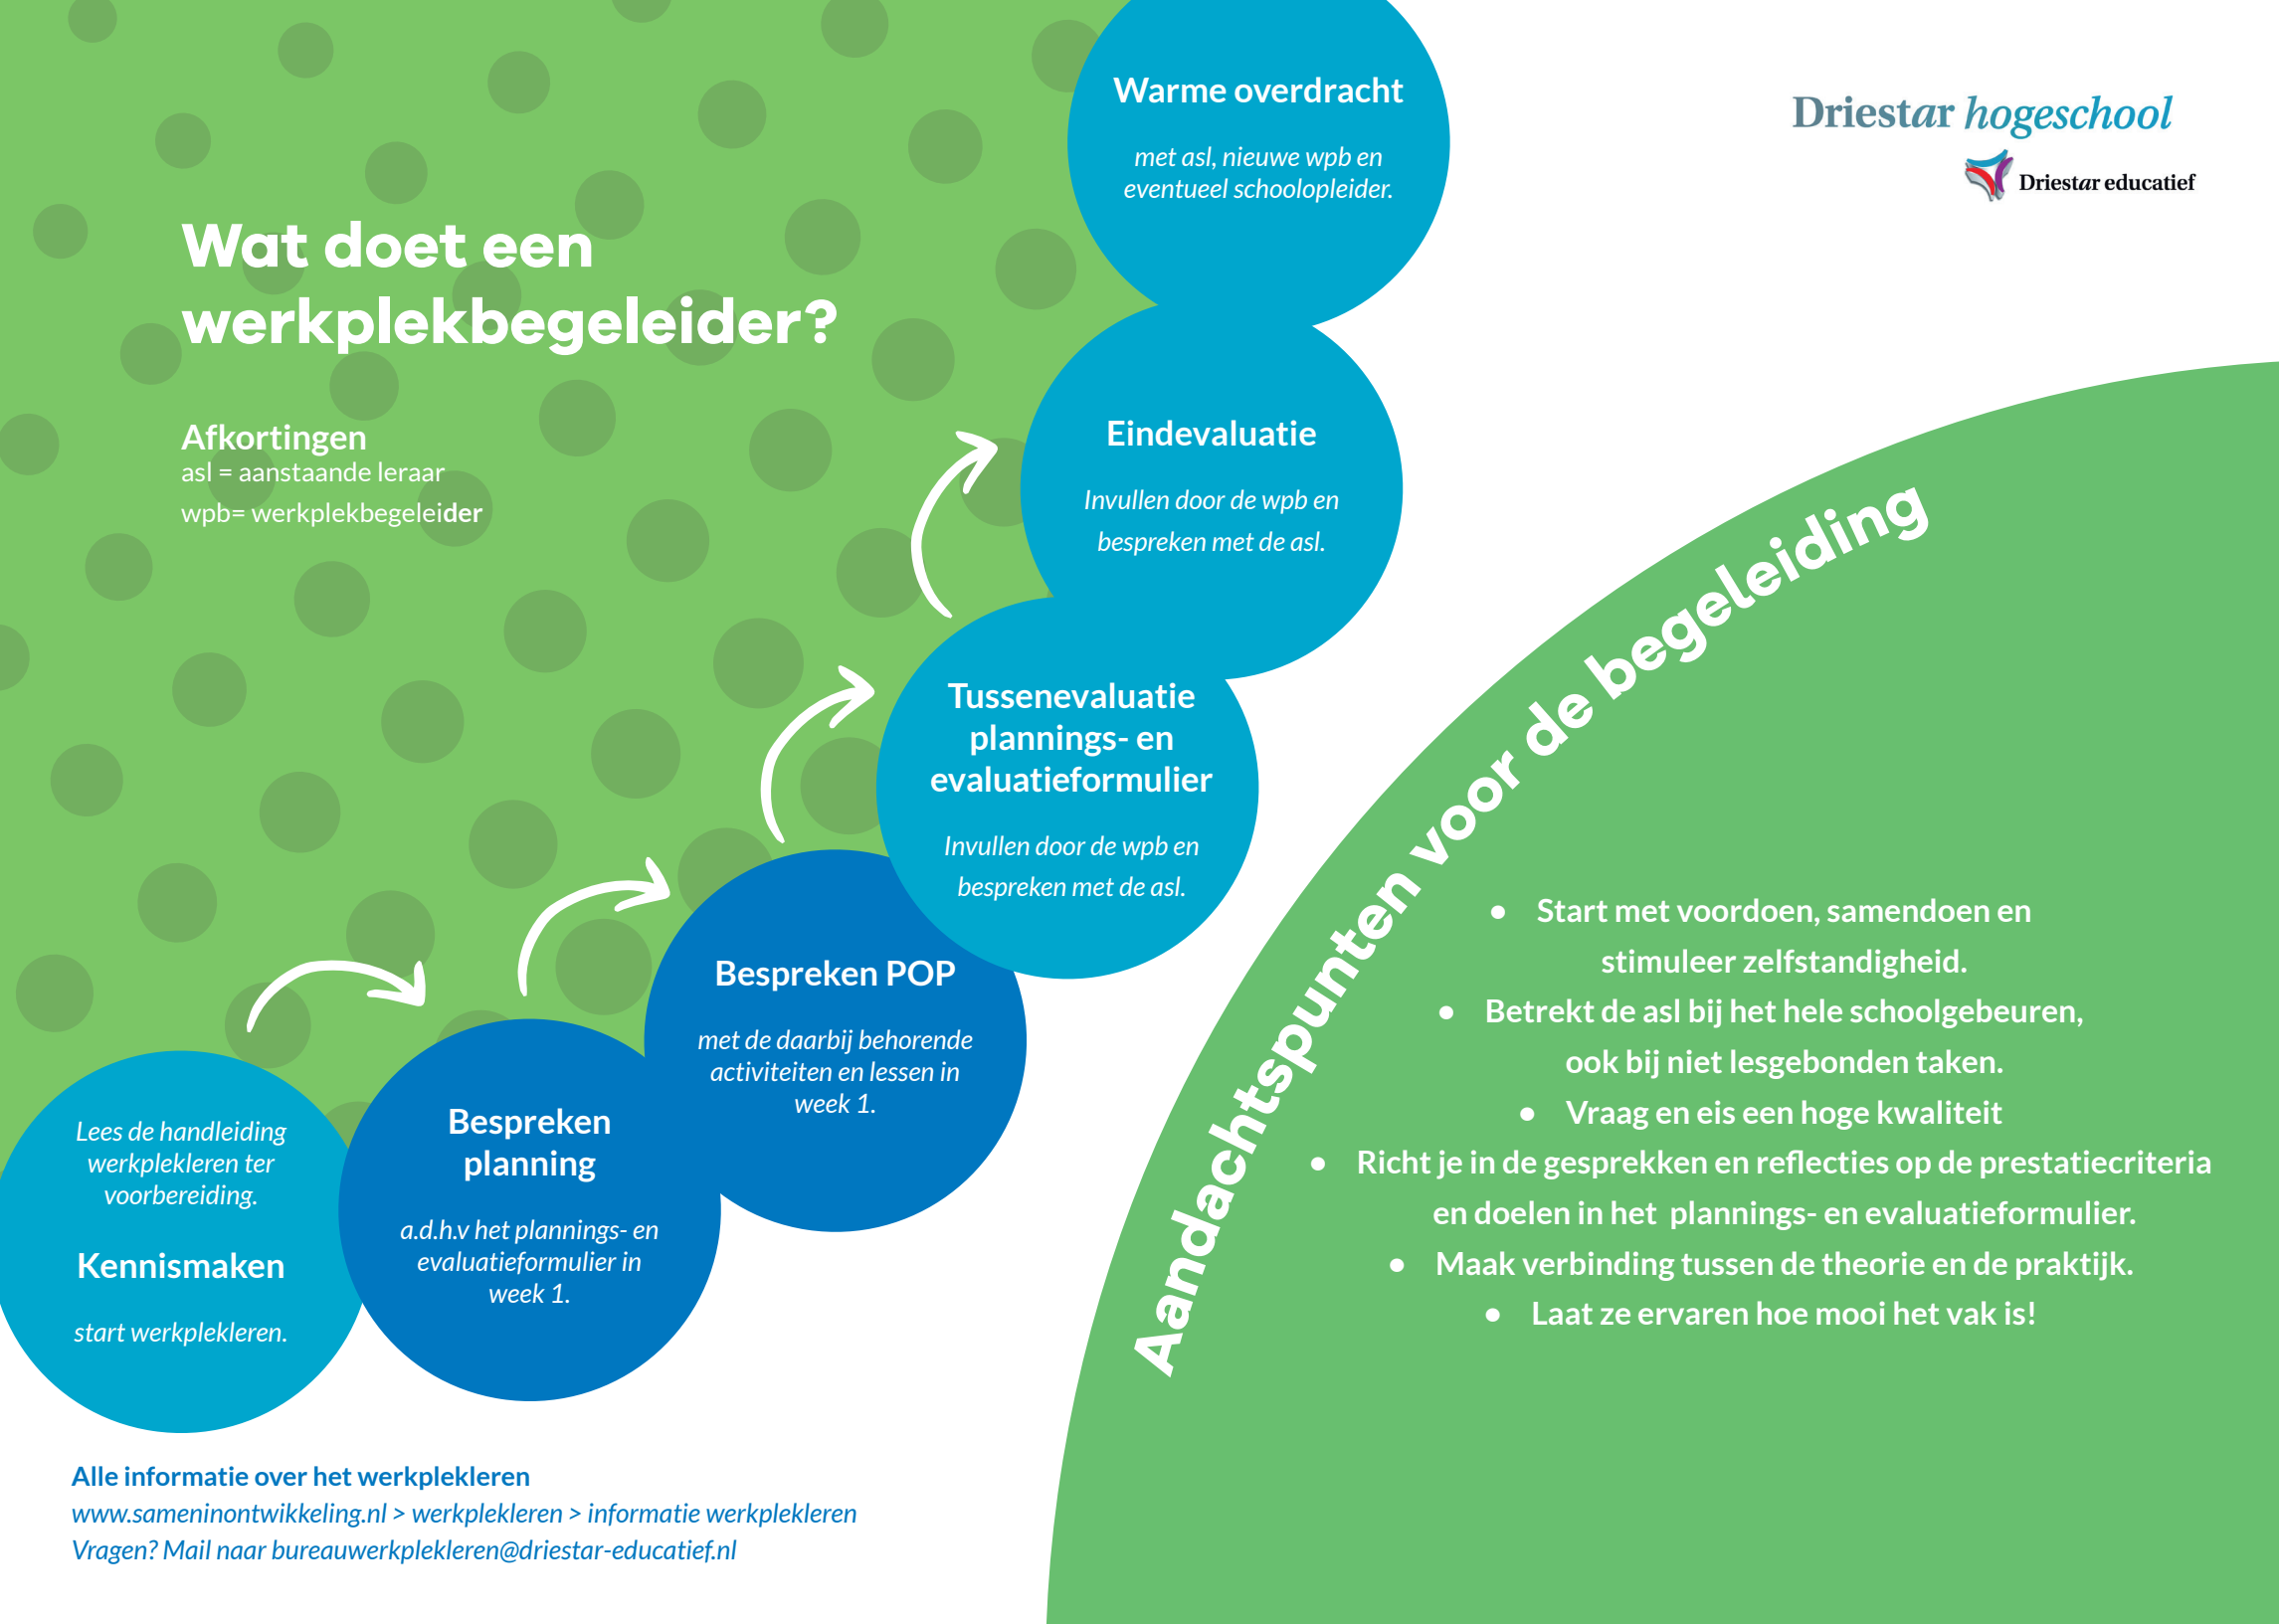 Wat doet een
werkplekbegeleider?
Afkortingen
asl = aanstaande leraar
wpb= werkplekbegeleider
Lees de handleiding
werkplekleren ter
voorbereiding.
Kennismaken
start werkplekleren.
Bespreken
planning
a.d.h.v het plannings- en
evaluatieformulier in
week 1.
Bespreken POP
met de daarbij behorende
activiteiten en lessen in
week 1.
Tussenevaluatie
plannings- en
evaluatieformulier
Invullen door de wpb en
bespreken met de asl.
Eindevaluatie
Invullen door de wpb en
bespreken met de asl.
Warme overdracht
met asl, nieuwe wpb en
eventueel schoolopleider.
Driestar hogeschool
Driestar educatief
Aandachtspunten voor de begeleiding
• Start met voordoen, samendoen en
stimuleer zelfstandigheid.
• Betrekt de asl bij het hele schoolgebeuren,
ook bij niet lesgebonden taken.
• Vraag en eis een hoge kwaliteit
• Richt je in de gesprekken en reflecties op de prestatiecriteria
en doelen in het plannings- en evaluatieformulier.
• Maak verbinding tussen de theorie en de praktijk.
• Laat ze ervaren hoe mooi het vak is!
Alle informatie over het werkplekleren
www.sameninontwikkeling.nl > werkplekleren > informatie werkplekleren
Vragen? Mail naar bureauwerkplekleren@driestar-educatief.nl